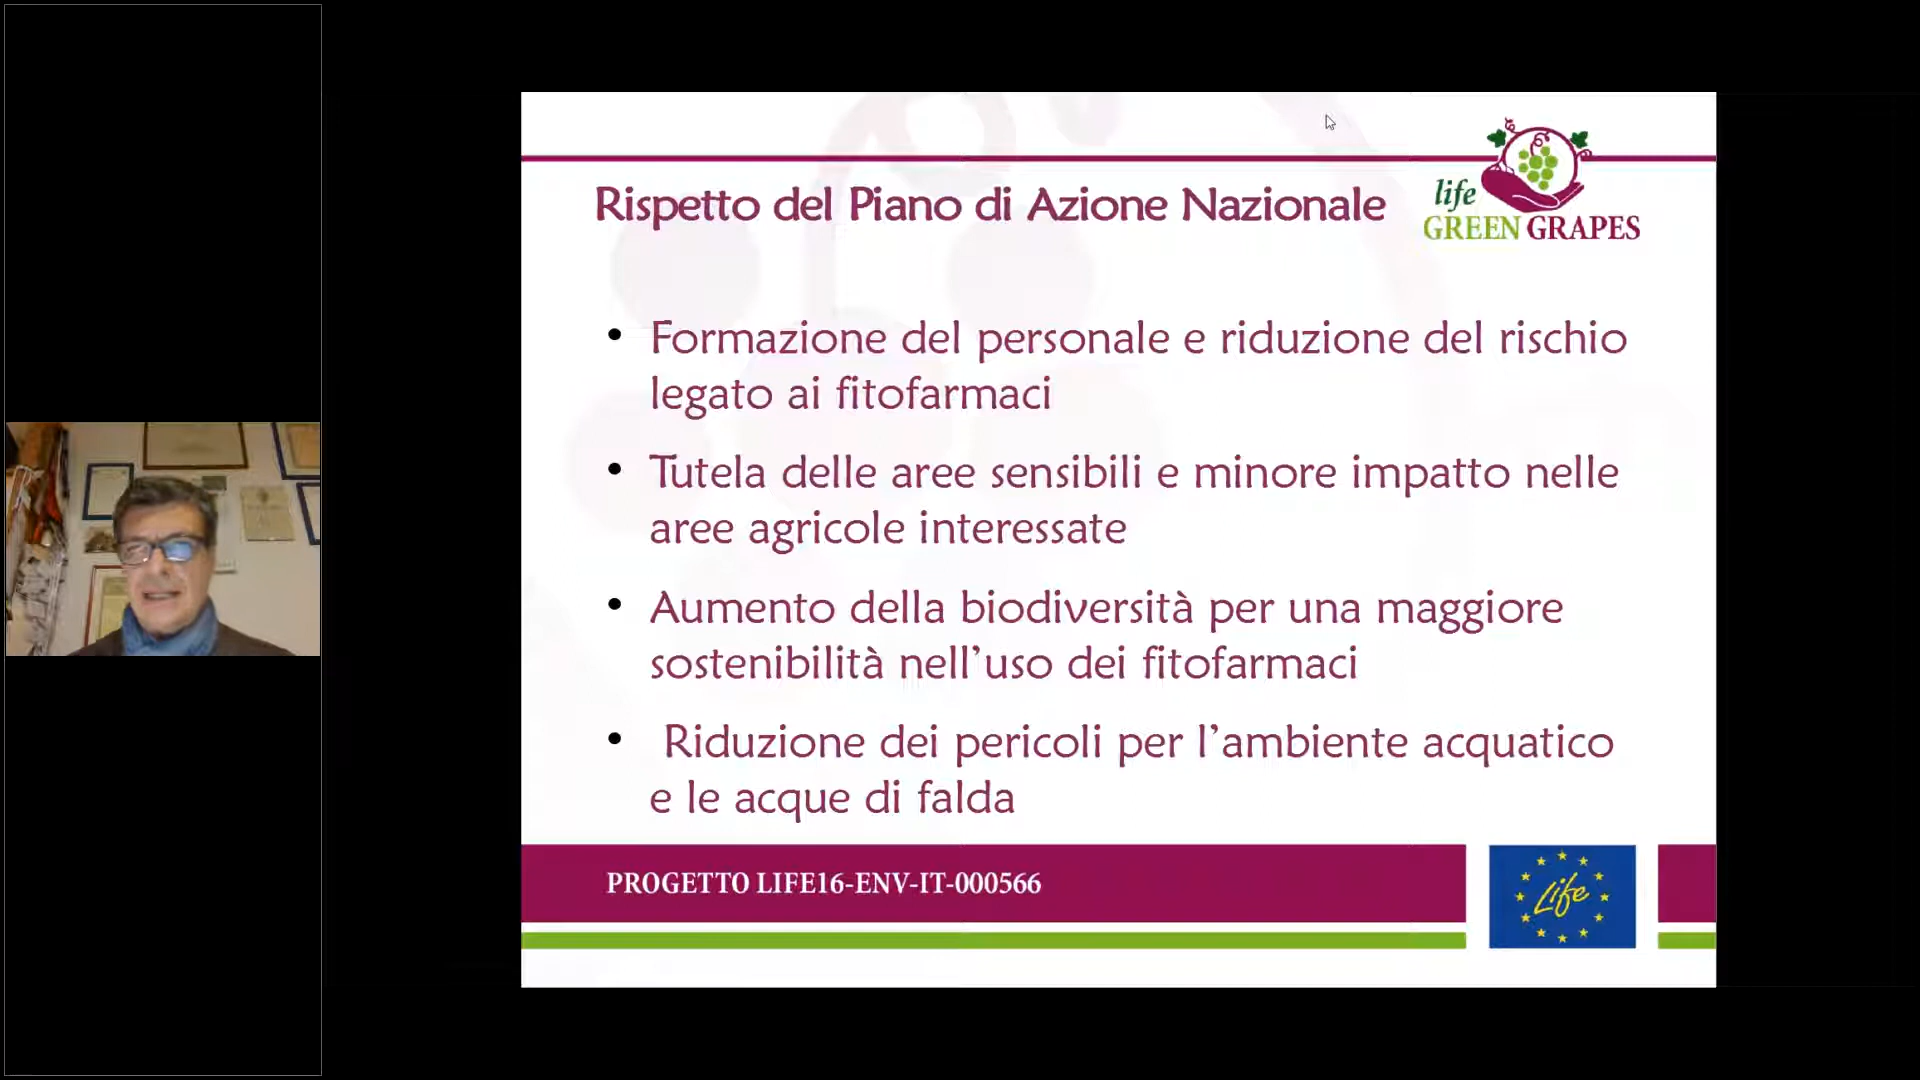 Rispetto del Piano di Azione Nazionale
life
GREEN GRAPES
• Formazione del personale e riduzione del rischio
legato ai fitofarmaci
• Tutela delle aree sensibili e minore impatto nelle
aree agricole interessate
• Aumento della biodiversità per una maggiore
sostenibilità nell’uso dei fitofarmaci
• Riduzione dei pericoli per l’ambiente acquatico
e le acque di falda
PROGETTO LIFE16-ENV-IT-000566
Life